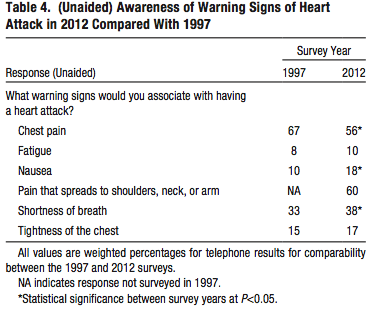 Table 4. (Unaided) Awareness of Warning Signs of Heart
Attack in 2012 Compared With 1997
Survey Year
Response (Unaided) 1997 2012
What warning signs would you associate with having
a heart attack?
Chest pain 67 56*
Fatigue 8 10
Nausea 10 18*
Pain that spreads to shoulders, neck, or arm NA 60
Shortness of breath 33 38*
Tightness of the chest 15 17
All values are weighted percentages for telephone results for comparability
between the 1997 and 2012 surveys.
NA indicates response not surveyed in 1997.
*Statistical significance between survey years at P<0.05.